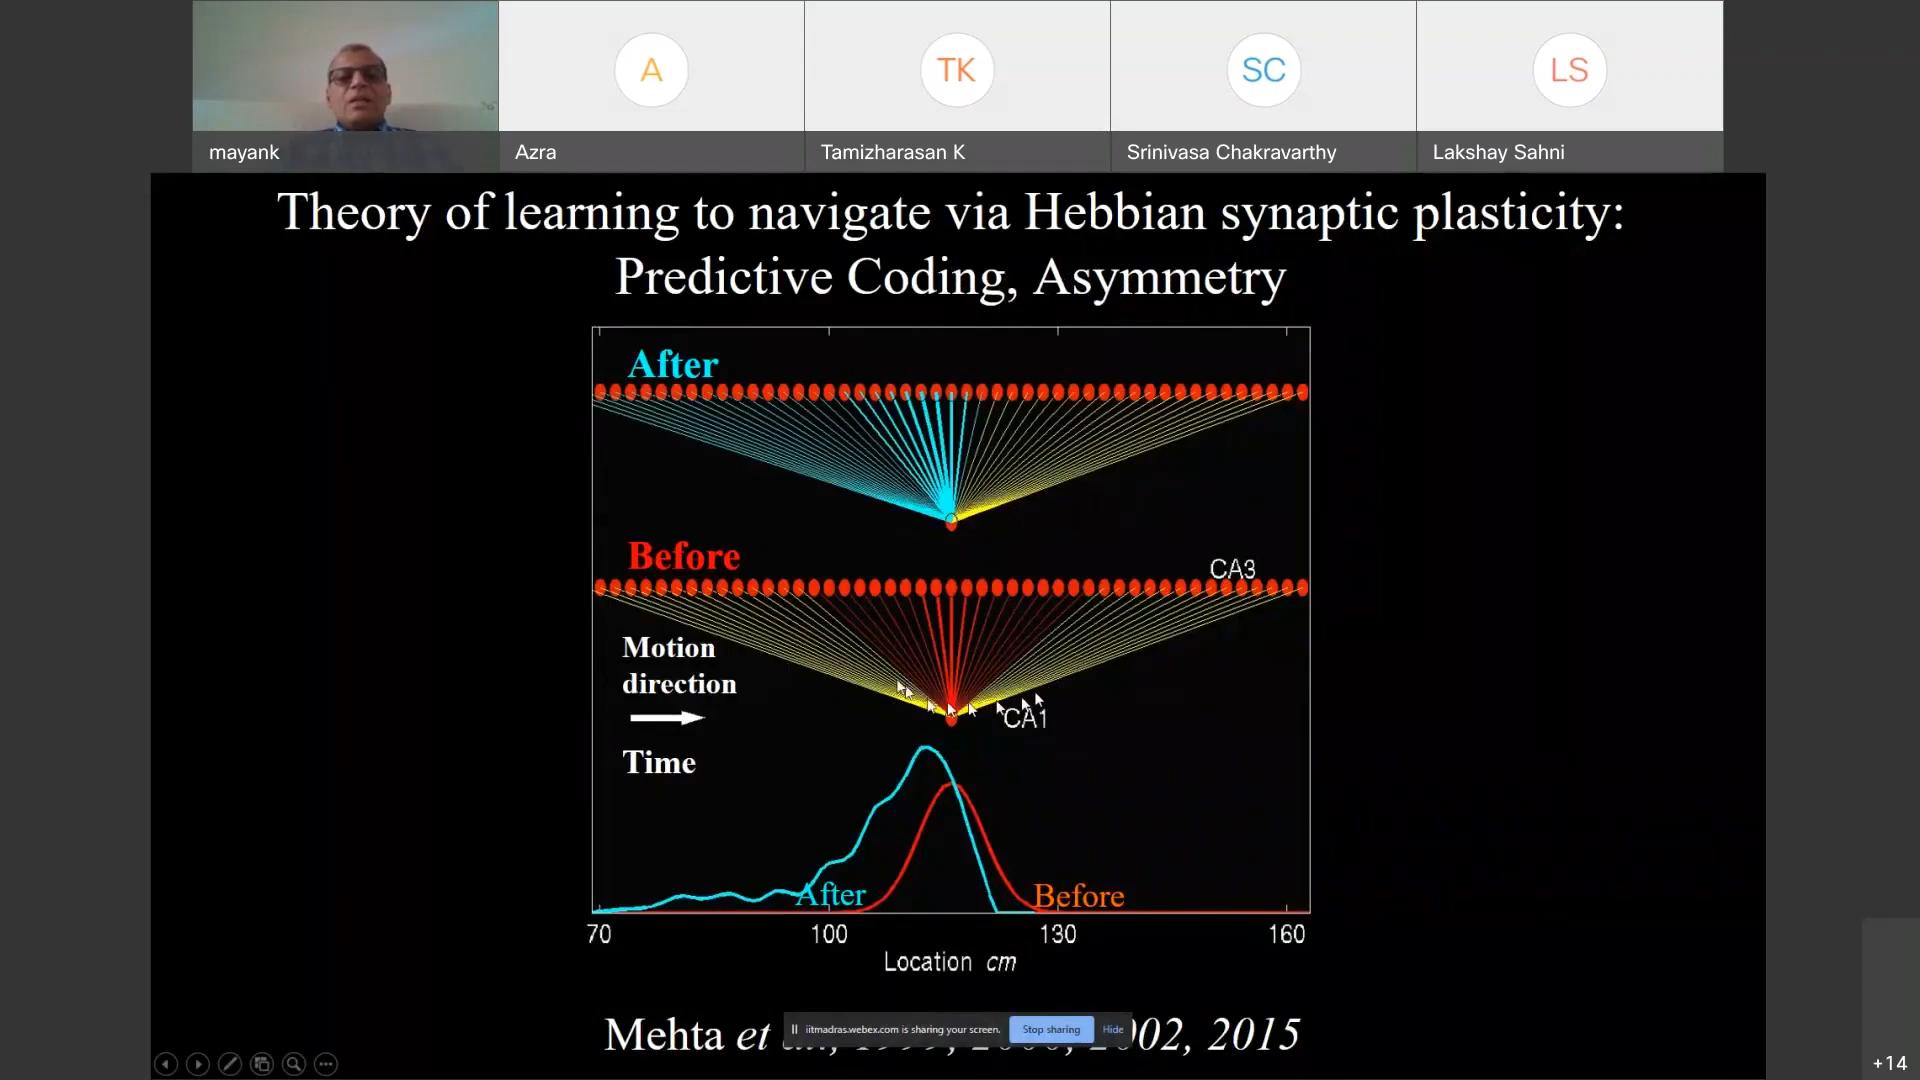 A
TK
SC
LS
mayank
Azra
Tamizharasan K
Srinivasa Chakravarthy
Lakshay Sahni
Theory of learning to navigate via Hebbian synaptic plasticity:
Predictive Coding, Asymmetry
After
Before
CA3
Motion
direction
CA1
Time
After
Before
70 100 130 160
Location cm
Mehta et 2015
iitmadras.webex.com is sharing your screen.
Stop sharing
Hide
+14